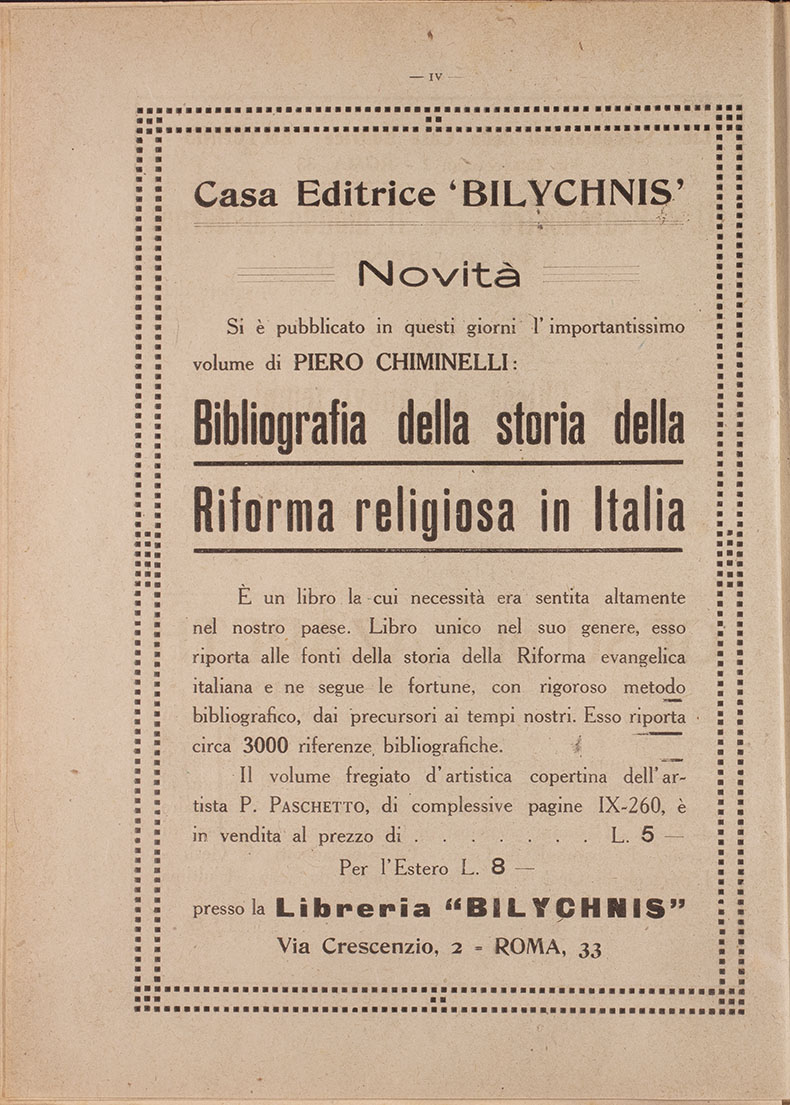 — IV —
Casa Editrice ‘BILYCHNIS’
Novità
Si è pubblicato in questi giorni l’importantissimo
volume di PIERO CHIMINELLI:
Bibliografia della storia della
Riforma religiosa in Italia
È un libro la cui necessità era sentita altamente
nel nostro paese. Libro unico nel suo genere, esso
riporta alle fonti della storia della Riforma evangelica
italiana e ne segue le fortune, con rigoroso metodo
bibliografico, dai precursori ai tempi nostri. Esso riporta
circa 3000 riferenze bibliografiche.
Il volume fregiato d’artistica copertina dell’ar-
tista P. PASCHETTO, di complessive pagine IX-260, è
in vendita al prezzo di . . . . . . . L. 5 —
Per l’Estero L. 8 —
presso la Libreria “BILYCHNIS”
Via Crescenzio, 2 - ROMA, 33